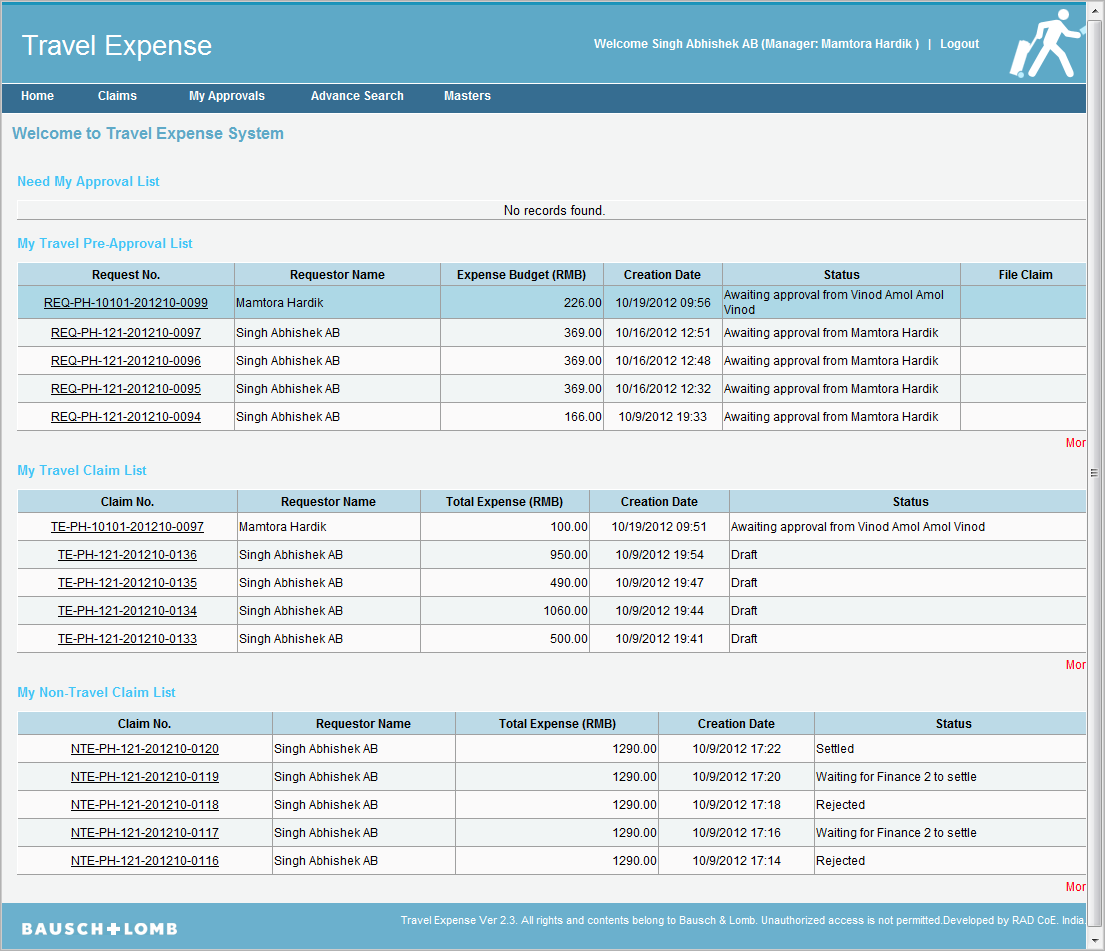 Travel Expense
Welcome Singh Abhishek AB (Manager: Mamtora Hardik ) | Logout
Home Claims My Approvals Advance Search Masters
Welcome to Travel Expense System
Need My Approval List
No records found.
My Travel Pre-Approval List
Request No. Requestor Name Expense Budget (RMB) Creation Date Status File Claim
REQ-PH-10101-201210-0099 Mamtora Hardik 226.00 10/19/2012 09:56 Awaiting approval from Vinod Amol Amol
Vinod
REQ-PH-121-201210-0097 Singh Abhishek AB 369.00 10/16/2012 12:51 Awaiting approval from Mamtora Hardik
REQ-PH-121-201210-0096 Singh Abhishek AB 369.00 10/16/2012 12:48 Awaiting approval from Mamtora Hardik
REQ-PH-121-201210-0095 Singh Abhishek AB 369.00 10/16/2012 12:32 Awaiting approval from Mamtora Hardik
REQ-PH-121-201210-0094 Singh Abhishek AB 166.00 10/9/2012 19:33 Awaiting approval from Mamtora Hardik
Mor
My Travel Claim List
Claim No. Requestor Name Total Expense (RMB) Creation Date Status
TE-PH-10101-201210-0097 Mamtora Hardik 100.00 10/19/2012 09:51 Awaiting approval from Vinod Amol Amol Vinod
TE-PH-121-201210-0136 Singh Abhishek AB 950.00 10/9/2012 19:54 Draft
TE-PH-121-201210-0135 Singh Abhishek AB 490.00 10/9/2012 19:47 Draft
TE-PH-121-201210-0134 Singh Abhishek AB 1060.00 10/9/2012 19:44 Draft
TE-PH-121-201210-0133 Singh Abhishek AB 500.00 10/9/2012 19:41 Draft
Mor
My Non-Travel Claim List
Claim No. Requestor Name Total Expense (RMB) Creation Date Status
NTE-PH-121-201210-0120 Singh Abhishek AB 1290.00 10/9/2012 17:22 Settled
NTE-PH-121-201210-0119 Singh Abhishek AB 1290.00 10/9/2012 17:20 Waiting for Finance 2 to settle
NTE-PH-121-201210-0118 Singh Abhishek AB 1290.00 10/9/2012 17:18 Rejected
NTE-PH-121-201210-0117 Singh Abhishek AB 1290.00 10/9/2012 17:16 Waiting for Finance 2 to settle
NTE-PH-121-201210-0116 Singh Abhishek AB 1290.00 10/9/2012 17:14 Rejected
Mor
BAUSCH+LOMB Travel Expense Ver 2.3. All rights and contents belong to Bausch & Lomb. Unauthorized access is not permitted.Developed by RAD CoE. India.